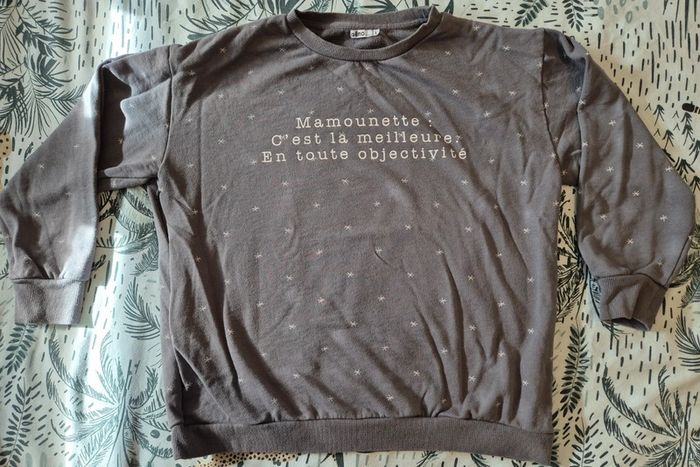 Mamounette :
C'est la meilleure.
En toute objectivité